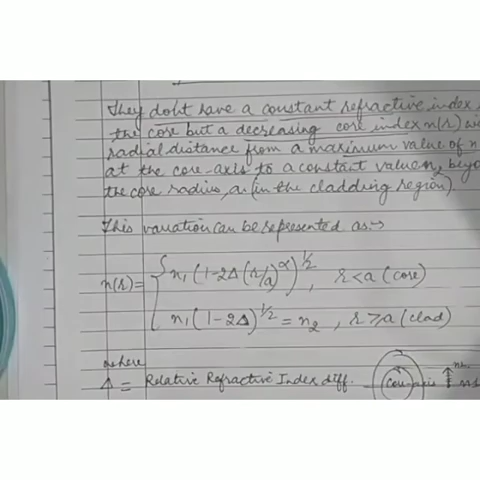 They don't have a constant refractive index
the core but a decreasing core index n(r) w
radial distance from a maximum value of n
at the core axis to a constant value n₂ beyo
the core radius, a. (in the cladding region).
This variation can be represented as:→
n(r) = { n₁ (1-2Δ (r/a)^α)^1/2 , r < a (core)
n₁ (1-2Δ)^1/2 = n₂ , r ≥ a (clad)
where
Δ = Relative Refractive Index diff.